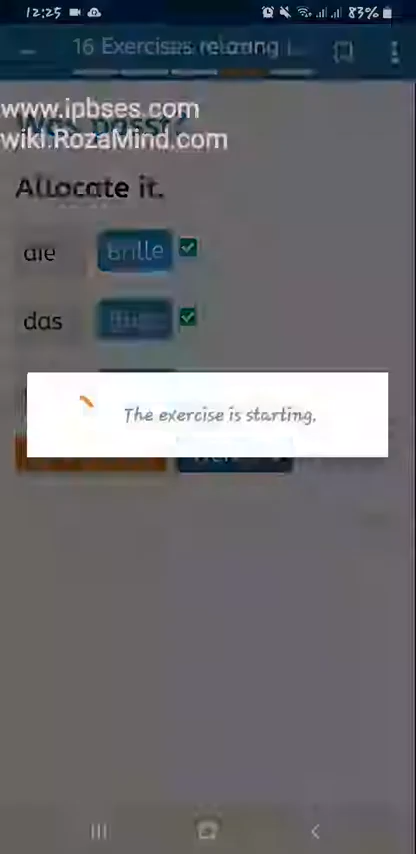 12:25 83%
16 Exercises relating i...
www.ipbses.com
Was passt?
wiki.RozaMind.com
Allocate it.
die Brille
das
The exercise is starting.